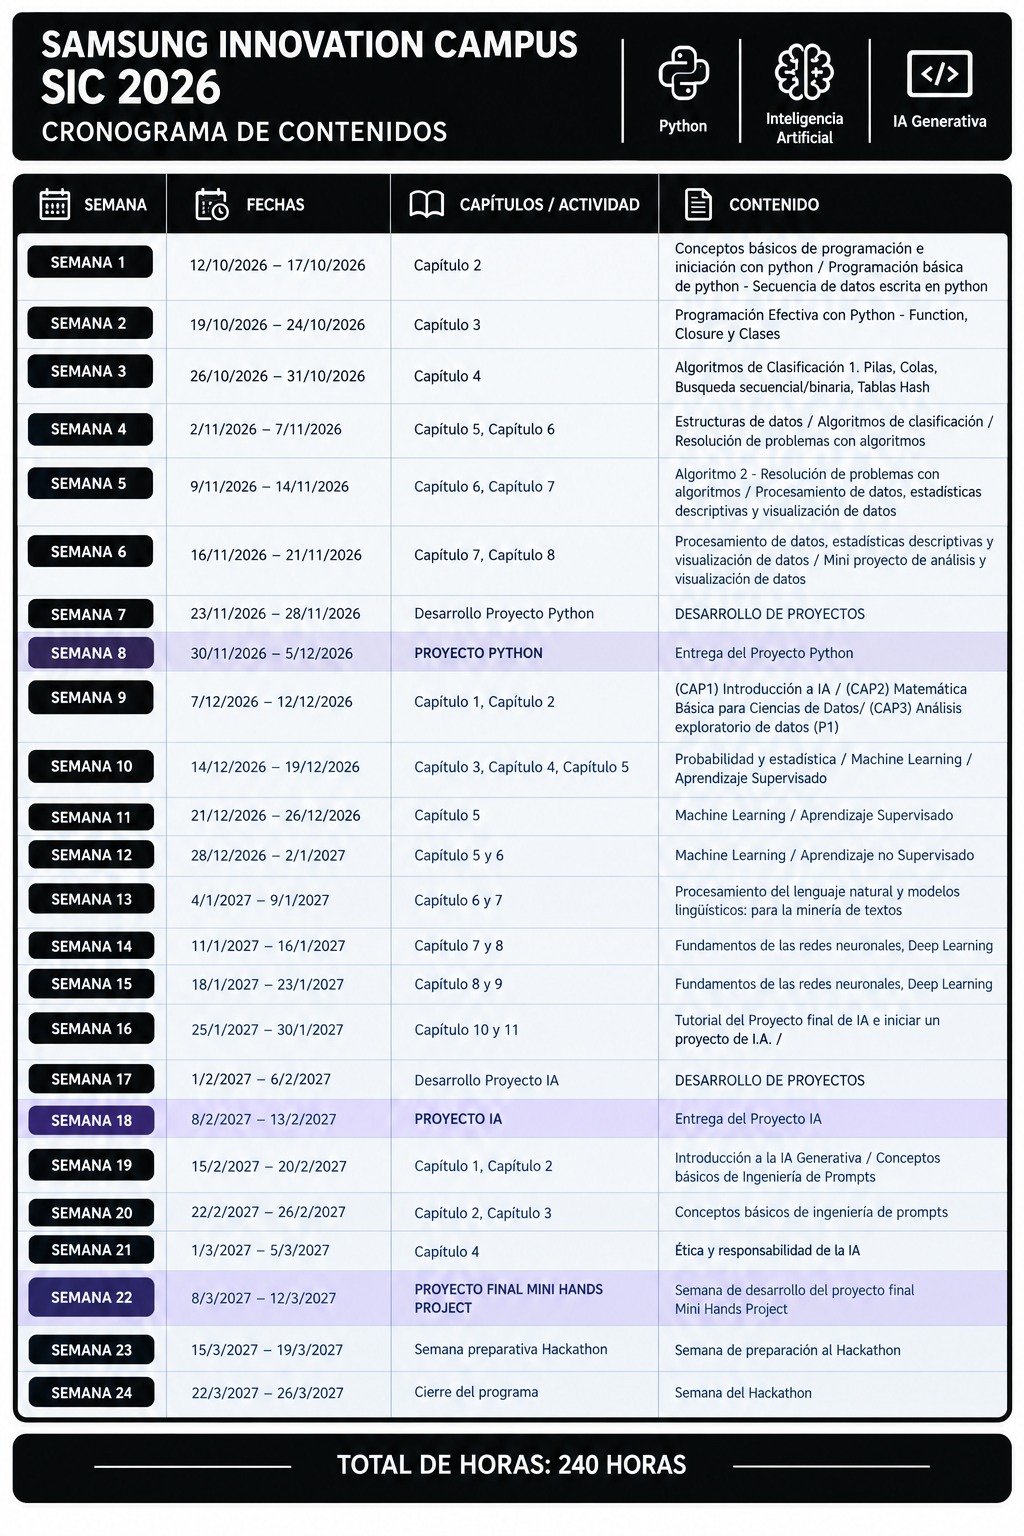 SAMSUNG INNOVATION CAMPUS
SIC 2026
CRONOGRAMA DE CONTENIDOS
Python
Inteligencia
Artificial
</>
IA Generativa
SEMANA
FECHAS
CAPÍTULOS / ACTIVIDAD
CONTENIDO
SEMANA 1
12/10/2026 – 17/10/2026
Capítulo 2
Conceptos básicos de programación e
iniciación con python / Programación básica
de python - Secuencia de datos escrita en python
SEMANA 2
19/10/2026 – 24/10/2026
Capítulo 3
Programación Efectiva con Python - Function,
Closure y Clases
SEMANA 3
26/10/2026 – 31/10/2026
Capítulo 4
Algoritmos de Clasificación 1. Pilas, Colas,
Busqueda secuencial/binaria, Tablas Hash
SEMANA 4
2/11/2026 – 7/11/2026
Capítulo 5, Capítulo 6
Estructuras de datos / Algoritmos de clasificación /
Resolución de problemas con algoritmos
SEMANA 5
9/11/2026 – 14/11/2026
Capítulo 6, Capítulo 7
Algoritmo 2 - Resolución de problemas con
algoritmos / Procesamiento de datos, estadísticas
descriptivas y visualización de datos
SEMANA 6
16/11/2026 – 21/11/2026
Capítulo 7, Capítulo 8
Procesamiento de datos, estadísticas descriptivas y
visualización de datos / Mini proyecto de análisis y
visualización de datos
SEMANA 7
23/11/2026 – 28/11/2026
Desarrollo Proyecto Python
DESARROLLO DE PROYECTOS
SEMANA 8
30/11/2026 – 5/12/2026
PROYECTO PYTHON
Entrega del Proyecto Python
SEMANA 9
7/12/2026 – 12/12/2026
Capítulo 1, Capítulo 2
(CAP1) Introducción a IA / (CAP2) Matemática
Básica para Ciencias de Datos/ (CAP3) Análisis
exploratorio de datos (P1)
SEMANA 10
14/12/2026 – 19/12/2026
Capítulo 3, Capítulo 4, Capítulo 5
Probabilidad y estadística / Machine Learning /
Aprendizaje Supervisado
SEMANA 11
21/12/2026 – 26/12/2026
Capítulo 5
Machine Learning / Aprendizaje Supervisado
SEMANA 12
28/12/2026 – 2/1/2027
Capítulo 5 y 6
Machine Learning / Aprendizaje no Supervisado
SEMANA 13
4/1/2027 – 9/1/2027
Capítulo 6 y 7
Procesamiento del lenguaje natural y modelos
lingüísticos: para la minería de textos
SEMANA 14
11/1/2027 – 16/1/2027
Capítulo 7 y 8
Fundamentos de las redes neuronales, Deep Learning
SEMANA 15
18/1/2027 – 23/1/2027
Capítulo 8 y 9
Fundamentos de las redes neuronales, Deep Learning
SEMANA 16
25/1/2027 – 30/1/2027
Capítulo 10 y 11
Tutorial del Proyecto final de IA e iniciar un
proyecto de I.A. /
SEMANA 17
1/2/2027 – 6/2/2027
Desarrollo Proyecto IA
DESARROLLO DE PROYECTOS
SEMANA 18
8/2/2027 – 13/2/2027
PROYECTO IA
Entrega del Proyecto IA
SEMANA 19
15/2/2027 – 20/2/2027
Capítulo 1, Capítulo 2
Introducción a la IA Generativa / Conceptos
básicos de Ingeniería de Prompts
SEMANA 20
22/2/2027 – 26/2/2027
Capítulo 2, Capítulo 3
Conceptos básicos de ingeniería de prompts
SEMANA 21
1/3/2027 – 5/3/2027
Capítulo 4
Ética y responsabilidad de la IA
SEMANA 22
8/3/2027 – 12/3/2027
PROYECTO FINAL MINI HANDS
PROJECT
Semana de desarrollo del proyecto final
Mini Hands Project
SEMANA 23
15/3/2027 – 19/3/2027
Semana preparativa Hackathon
Semana de preparación al Hackathon
SEMANA 24
22/3/2027 – 26/3/2027
Cierre del programa
Semana del Hackathon
TOTAL DE HORAS: 240 HORAS